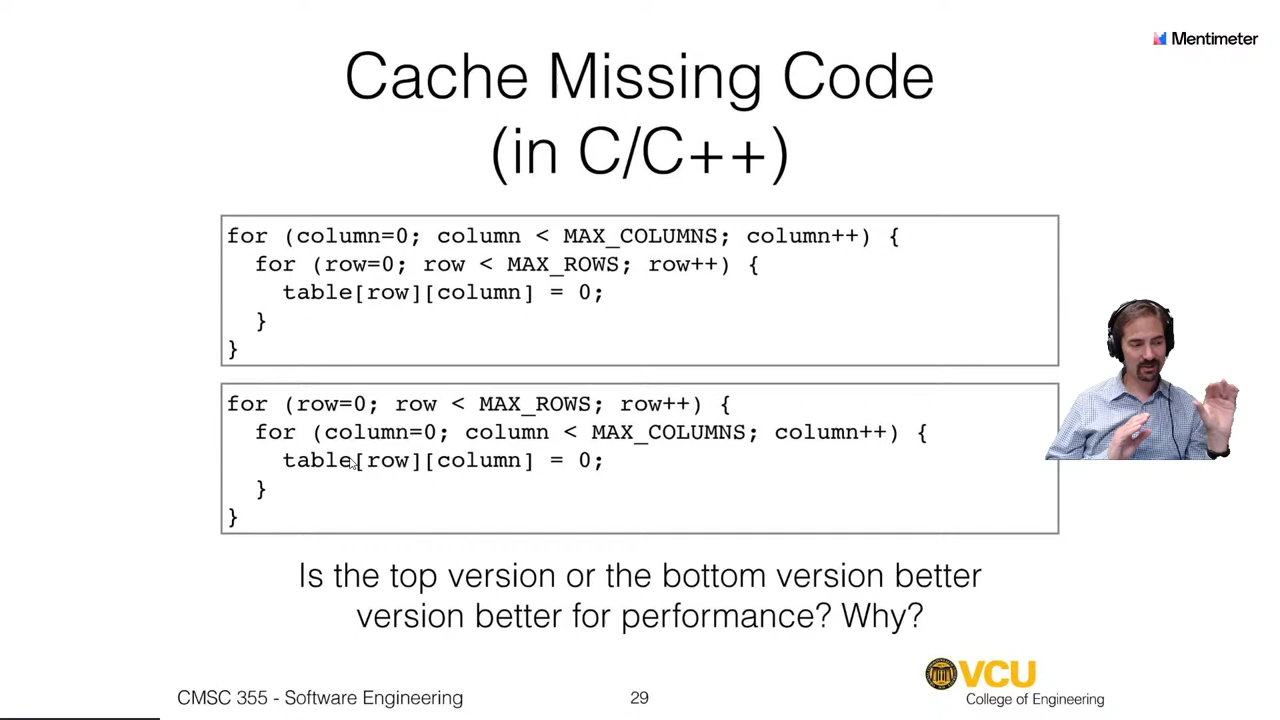 Mentimeter
Cache Missing Code
(in C/C++)
for (column=0; column < MAX_COLUMNS; column++) {
  for (row=0; row < MAX_ROWS; row++) {
    table[row][column] = 0;
  }
}
for (row=0; row < MAX_ROWS; row++) {
  for (column=0; column < MAX_COLUMNS; column++) {
    table[row][column] = 0;
  }
}
Is the top version or the bottom version better
version better for performance? Why?
CMSC 355 - Software Engineering
29
VCU
College of Engineering